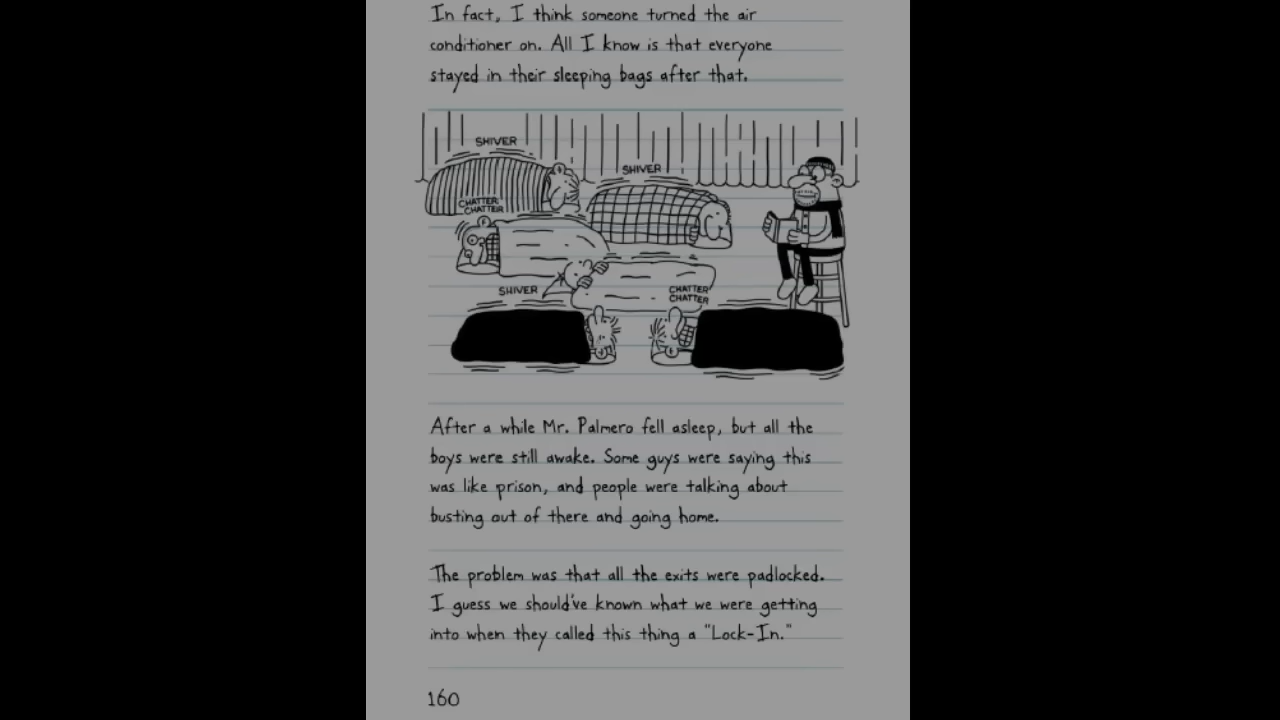 In fact, I think someone turned the air
conditioner on. All I know is that everyone
stayed in their sleeping bags after that.
SHIVER
SHIVER
CHATTER
CHATTER
SHIVER
CHATTER
CHATTER
After a while Mr. Palmero fell asleep, but all the
boys were still awake. Some guys were saying this
was like prison, and people were talking about
busting out of there and going home.
The problem was that all the exits were padlocked.
I guess we should've known what we were getting
into when they called this thing a "Lock-In."
160